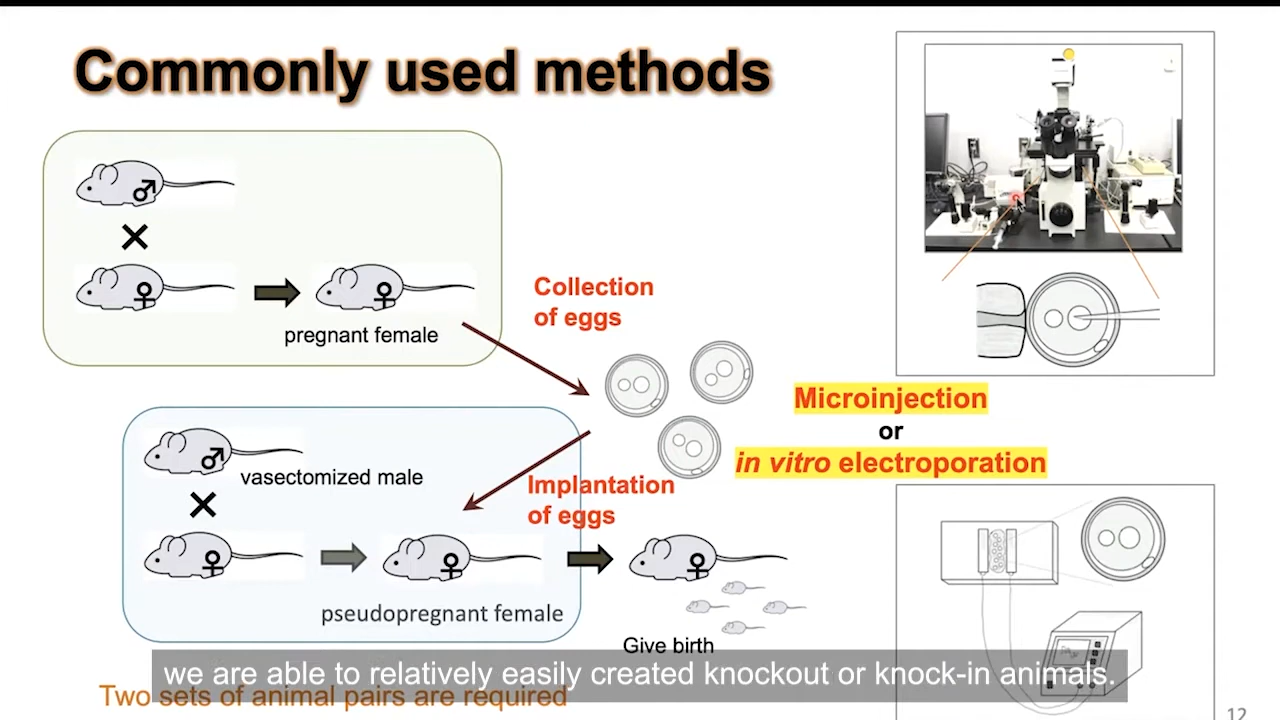 Commonly used methods
pregnant female
Collection
of eggs
Microinjection
or
in vitro electroporation
vasectomized male
Implantation
of eggs
pseudopregnant female
Give birth
we are able to relatively easily created knockout or knock-in animals.
Two sets of animal pairs are required
12